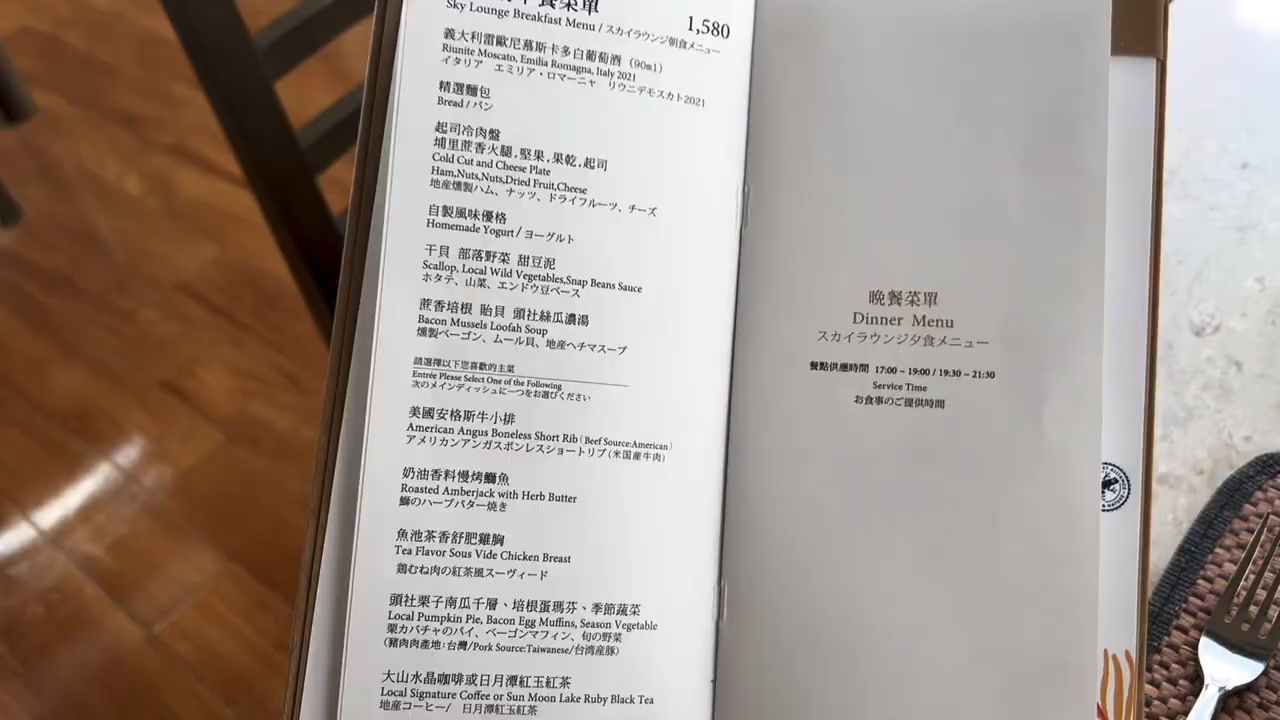 早餐菜單
Sky Lounge Breakfast Menu / スカイラウンジ朝食メニュー
1,580
義大利雷歐尼慕斯卡多白葡萄酒（90ml）
Riunite Moscato, Emilia Romagna, Italy 2021
イタリア　エミリア・ロマーニャ　リウニデモスカト2021
精選麵包
Bread / パン
起司冷肉盤
埔里蔗香火腿,堅果,果乾,起司
Cold Cut and Cheese Plate
Ham,Nuts,Nuts,Dried Fruit,Cheese
地産燻製ハム、ナッツ、ドライフルーツ、チーズ
自製風味優格
Homemade Yogurt / ヨーグルト
干貝 部落野菜 甜豆泥
Scallop, Local Wild Vegetables,Snap Beans Sauce
ホタテ、山菜、エンドウ豆ベース
蔗香培根 貽貝 頭社絲瓜濃湯
Bacon Mussels Loofah Soup
燻製ベーゴン、ムール貝、地産ヘチマスープ
請選擇以下您喜歡的主菜
Entrée Please Select One of the Following
次のメインディッシュに一つをお選びください
美國安格斯牛小排
American Angus Boneless Short Rib（Beef Source:American）
アメリカンアンガスボンレスショートリブ(米国産牛肉)
奶油香料慢烤鰤魚
Roasted Amberjack with Herb Butter
鰤のハーブバター焼き
魚池茶香舒肥雞胸
Tea Flavor Sous Vide Chicken Breast
鶏むね肉の紅茶風スーヴィード
頭社栗子南瓜千層、培根蛋瑪芬、季節蔬菜
Local Pumpkin Pie, Bacon Egg Muffins, Season Vegetable
栗カバチャのパイ、ベーゴンマフィン、旬の野菜
（豬肉肉產地：台灣/Pork Source:Taiwanese/台湾産豚）
大山水晶咖啡或日月潭紅玉紅茶
Local Signature Coffee or Sun Moon Lake Ruby Black Tea
地産コーヒー/　日月潭紅玉紅茶
晚餐菜單
Dinner Menu
スカイラウンジ夕食メニュー
餐點供應時間 17:00 ~ 19:00 / 19:30 ~ 21:30
Service Time
お食事のご提供時間